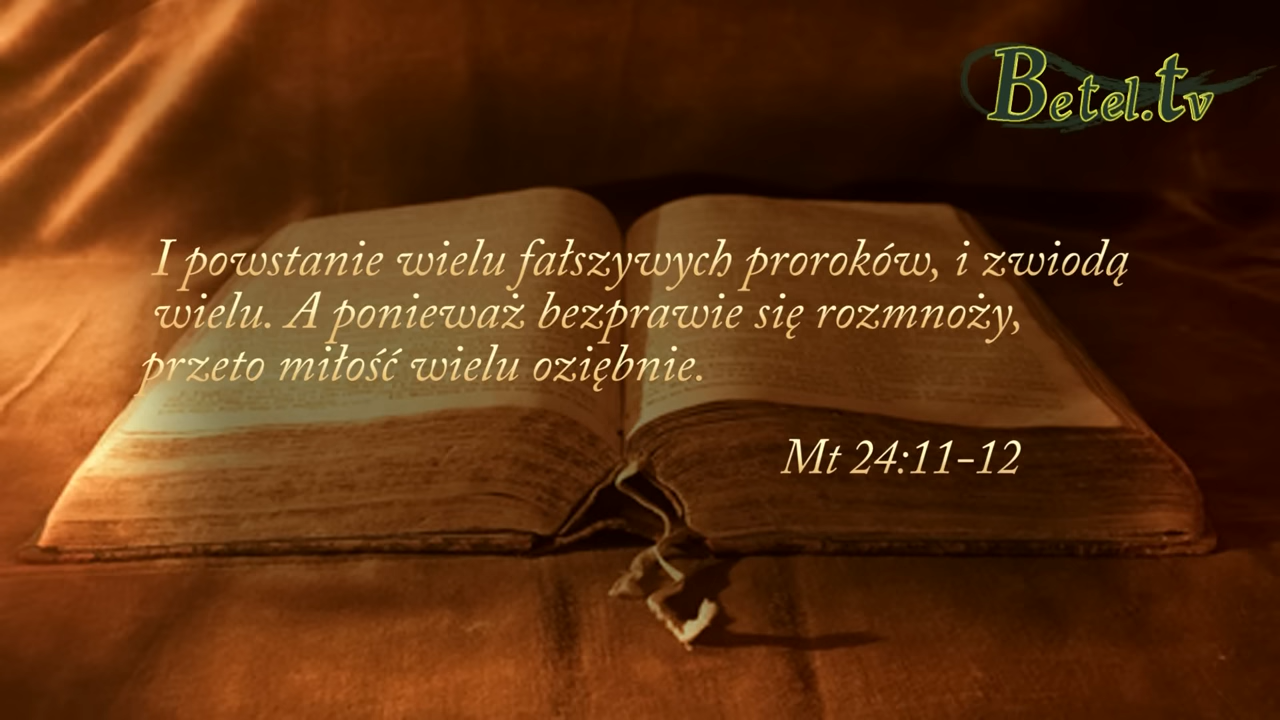 Betel.tv
I powstanie wielu fałszywych proroków, i zwiodą
wielu. A ponieważ bezprawie się rozmnoży,
przeto miłość wielu oziębnie.
Mt 24:11-12